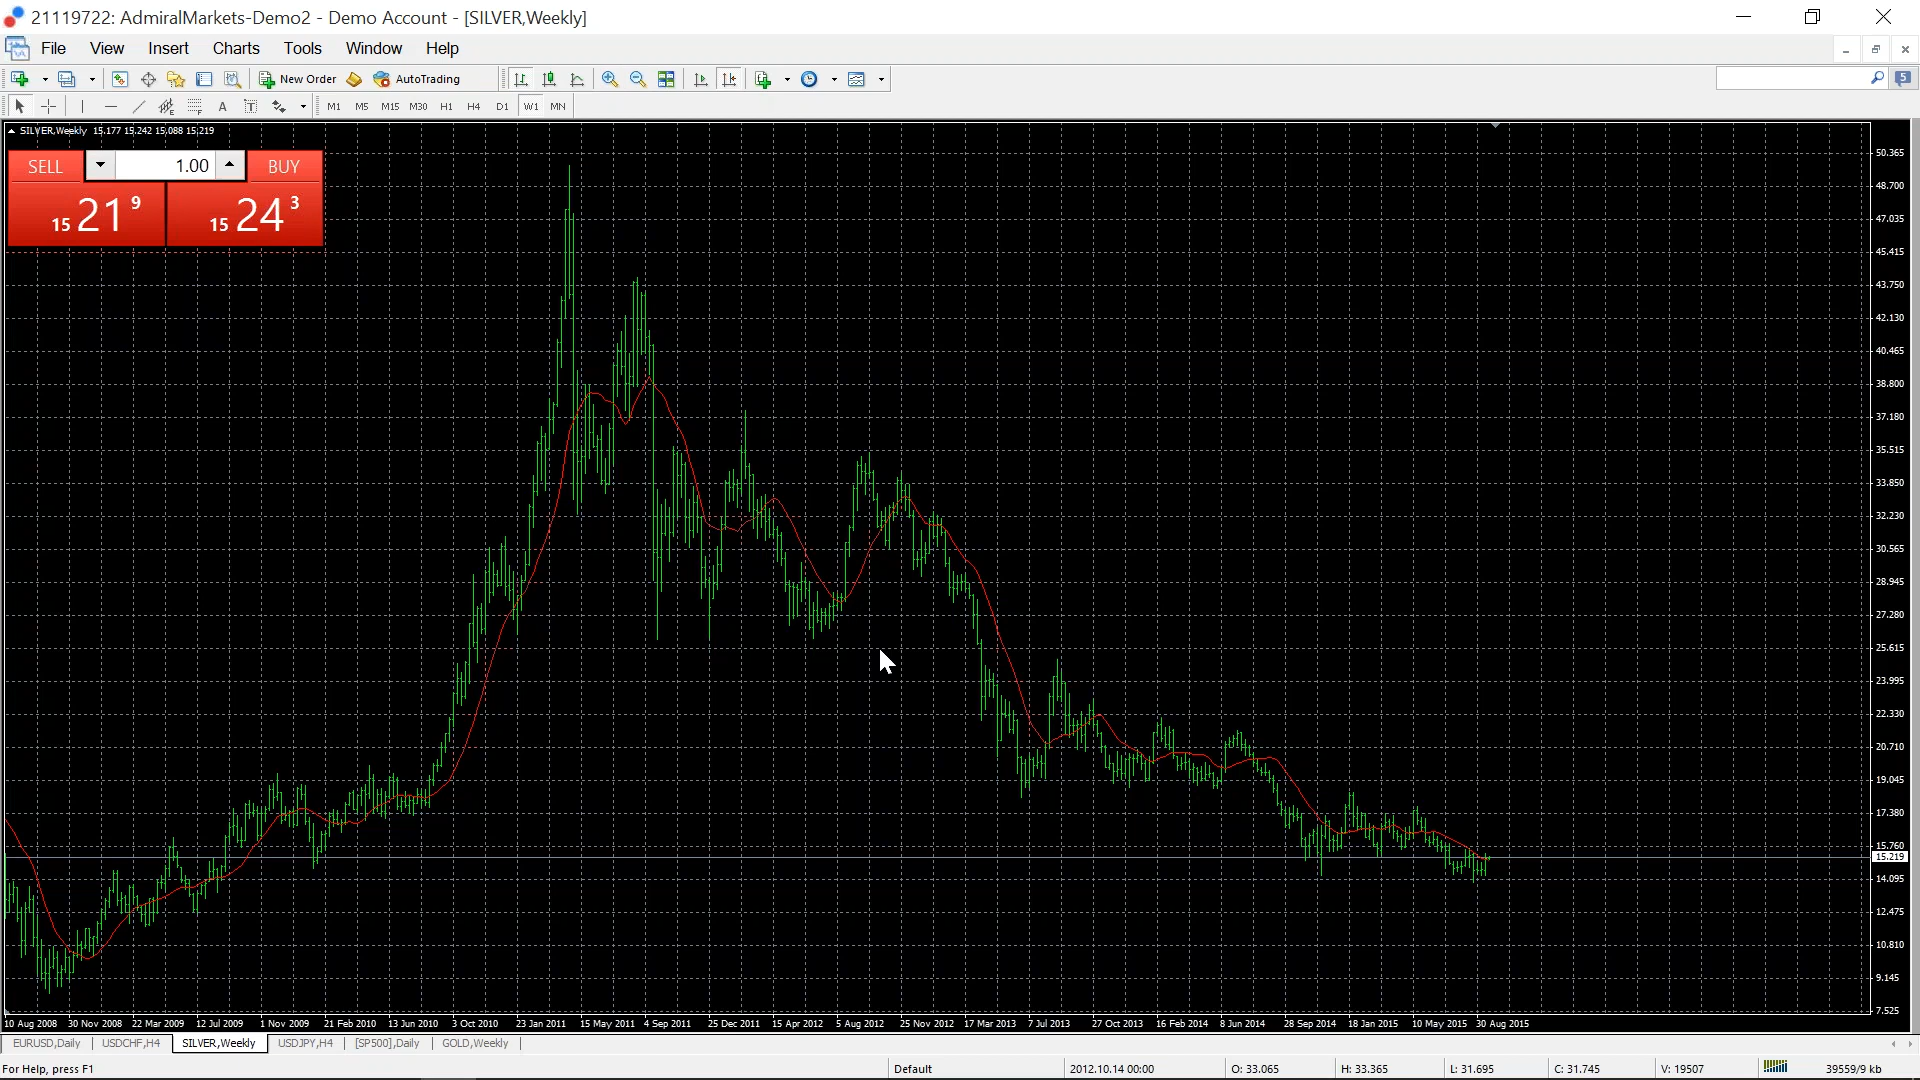 21119722: AdmiralMarkets-Demo2 - Demo Account - [SILVER,Weekly]
File View Insert Charts Tools Window Help
New Order AutoTrading 5
A T M1 M5 M15 M30 H1 H4 D1 W1 MN
SILVER,Weekly 15.177 15.242 15.088 15.219
SELL 1.00 BUY
15 21 9 15 24 3
50.365
48.700
47.035
45.415
43.750
42.130
40.465
38.800
37.180
35.515
33.850
32.230
30.565
28.945
27.280
25.615
23.995
22.330
20.710
19.045
17.380
15.760
15.219
14.095
12.475
10.810
9.145
7.525
10 Aug 2008 30 Nov 2008 22 Mar 2009 12 Jul 2009 1 Nov 2009 21 Feb 2010 13 Jun 2010 3 Oct 2010 23 Jan 2011 15 May 2011 4 Sep 2011 25 Dec 2011 15 Apr 2012 5 Aug 2012 25 Nov 2012 17 Mar 2013 7 Jul 2013 27 Oct 2013 16 Feb 2014 8 Jun 2014 28 Sep 2014 18 Jan 2015 10 May 2015 30 Aug 2015
EURUSD,Daily USDCHF,H4 SILVER,Weekly USDJPY,H4 [SP500],Daily GOLD,Weekly
For Help, press F1 Default 2012.10.14 00:00 O: 33.065 H: 33.365 L: 31.695 C: 31.745 V: 19507 39559/9 kb